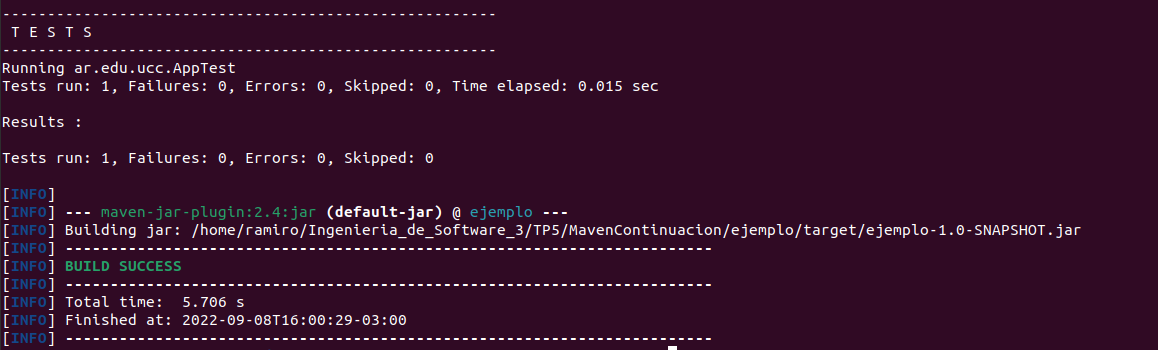 -------------------------------------------------------
 T E S T S
-------------------------------------------------------
Running ar.edu.ucc.AppTest
Tests run: 1, Failures: 0, Errors: 0, Skipped: 0, Time elapsed: 0.015 sec

Results :

Tests run: 1, Failures: 0, Errors: 0, Skipped: 0

[INFO]
[INFO] --- maven-jar-plugin:2.4:jar (default-jar) @ ejemplo ---
[INFO] Building jar: /home/ramiro/Ingenieria_de_Software_3/TP5/MavenContinuacion/ejemplo/target/ejemplo-1.0-SNAPSHOT.jar
[INFO] ------------------------------------------------------------------------
[INFO] BUILD SUCCESS
[INFO] ------------------------------------------------------------------------
[INFO] Total time:  5.706 s
[INFO] Finished at: 2022-09-08T16:00:29-03:00
[INFO] ------------------------------------------------------------------------